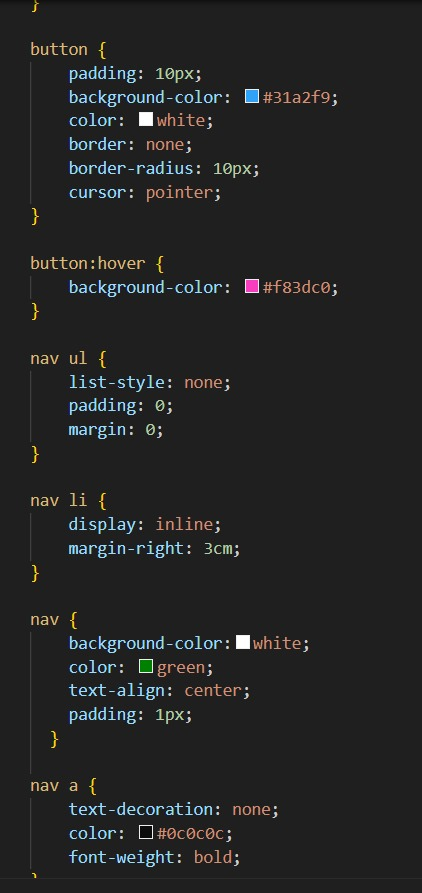 }
button {
    padding: 10px;
    background-color: #31a2f9;
    color: white;
    border: none;
    border-radius: 10px;
    cursor: pointer;
}
button:hover {
    background-color: #f83dc0;
}
nav ul {
    list-style: none;
    padding: 0;
    margin: 0;
}
nav li {
    display: inline;
    margin-right: 3cm;
}
nav {
    background-color:white;
    color: green;
    text-align: center;
    padding: 1px;
  }
nav a {
    text-decoration: none;
    color: #0c0c0c;
    font-weight: bold;
}